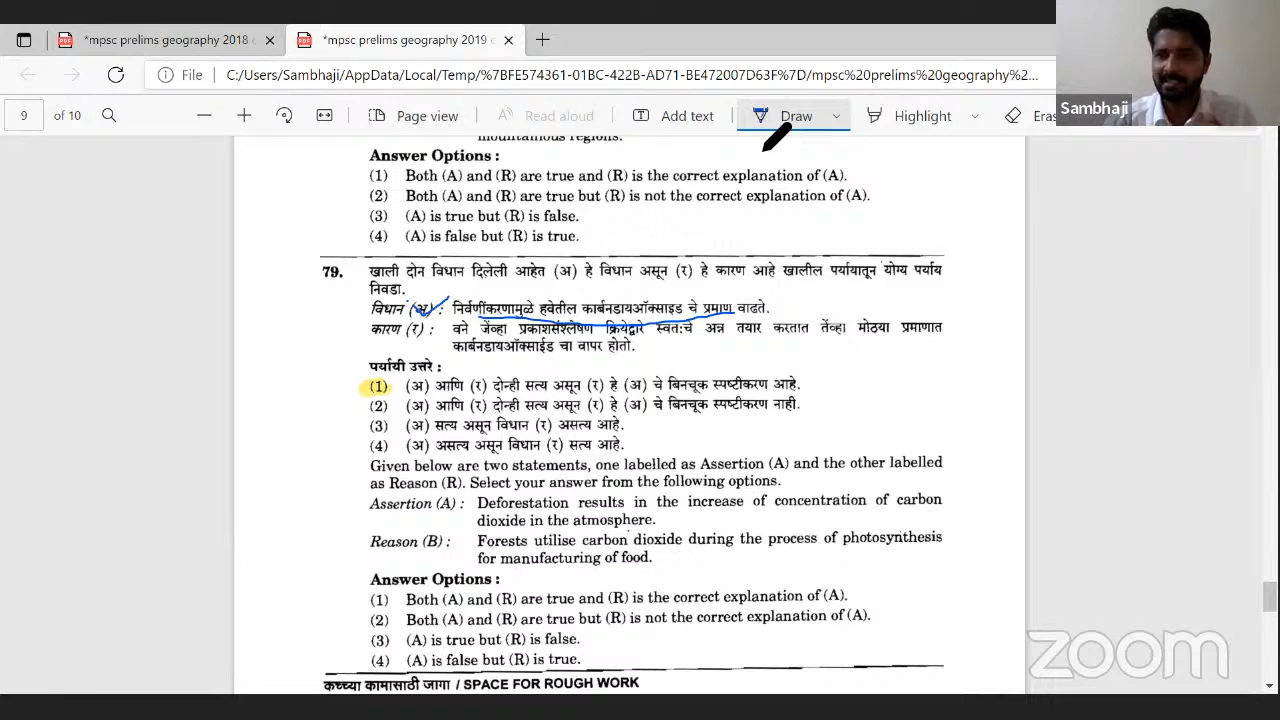 *mpsc prelims geography 2018
*mpsc prelims geography 2019
File C:/Users/Sambhaji/AppData/Local/Temp/%7BFE574361-01BC-422B-AD71-BE472007D63F%7D/mpsc%20prelims%20geography%2...
9 of 10 Page view Read aloud Add text Draw Highlight Eras
Sambhaji
mountainous regions.
Answer Options :
(1) Both (A) and (R) are true and (R) is the correct explanation of (A).
(2) Both (A) and (R) are true but (R) is not the correct explanation of (A).
(3) (A) is true but (R) is false.
(4) (A) is false but (R) is true.
79. खाली दोन विधान दिलेली आहेत (अ) हे विधान असून (र) हे कारण आहे खालील पर्यायातून योग्य पर्याय
निवडा.
विधान (अ) : निर्वणींकरणामुळे हवेतील कार्बनडायऑक्साइड चे प्रमाण वाढते.
कारण (र) : वने जेंव्हा प्रकाशसंश्लेषण क्रियेद्वारे स्वतःचे अन्न तयार करतात तेंव्हा मोठया प्रमाणात
कार्बनडायऑक्साईड चा वापर होतो.
पर्यायी उत्तरे :
(1) (अ) आणि (र) दोन्ही सत्य असून (र) हे (अ) चे बिनचूक स्पष्टीकरण आहे.
(2) (अ) आणि (र) दोन्ही सत्य असून (र) हे (अ) चे बिनचूक स्पष्टीकरण नाही.
(3) (अ) सत्य असून विधान (र) असत्य आहे.
(4) (अ) असत्य असून विधान (र) सत्य आहे.
Given below are two statements, one labelled as Assertion (A) and the other labelled
as Reason (R). Select your answer from the following options.
Assertion (A) : Deforestation results in the increase of concentration of carbon
dioxide in the atmosphere.
Reason (B) : Forests utilise carbon dioxide during the process of photosynthesis
for manufacturing of food.
Answer Options :
(1) Both (A) and (R) are true and (R) is the correct explanation of (A).
(2) Both (A) and (R) are true but (R) is not the correct explanation of (A).
(3) (A) is true but (R) is false.
(4) (A) is false but (R) is true.
कच्च्या कामासाठी जागा / SPACE FOR ROUGH WORK
zoom